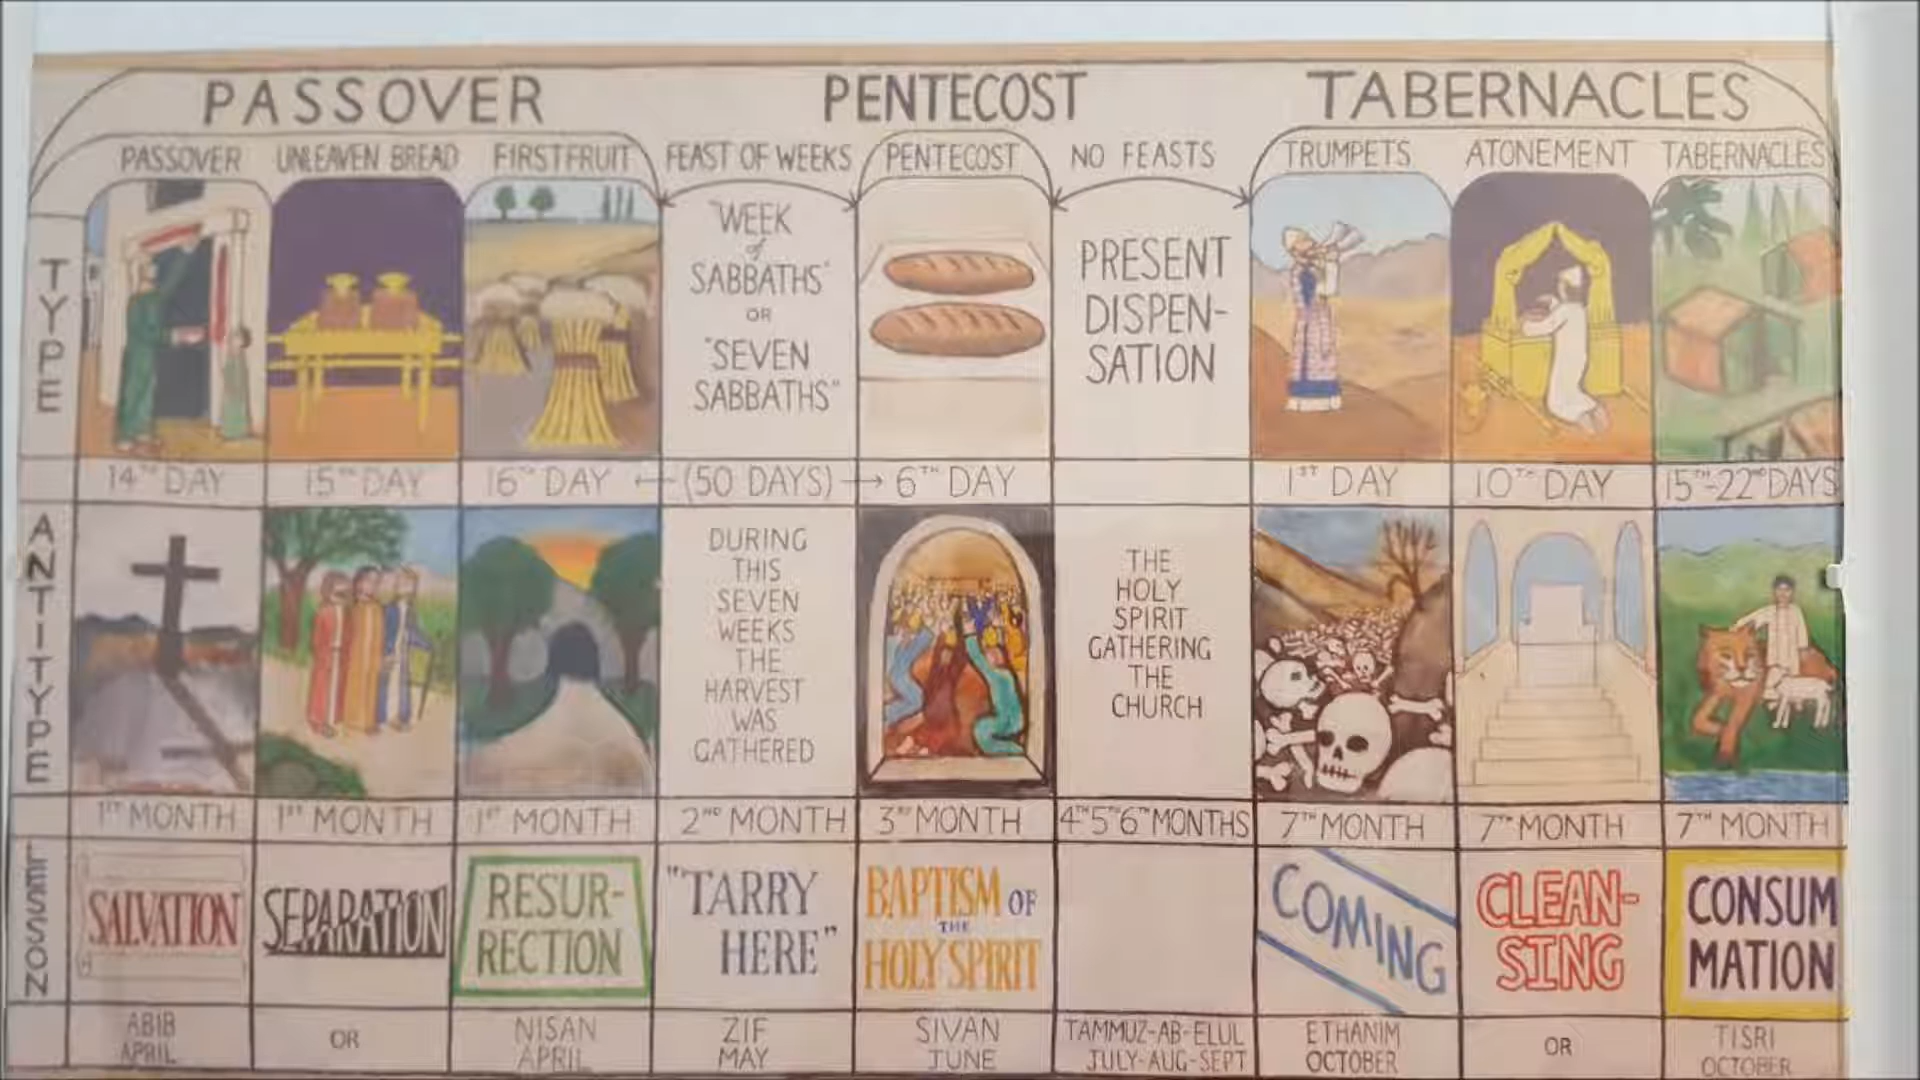 PASSOVER PENTECOST TABERNACLES
PASSOVER UNLEAVEN BREAD FIRSTFRUIT FEAST OF WEEKS PENTECOST NO FEASTS TRUMPETS ATONEMENT TABERNACLES
TYPE
"WEEK
of
SABBATHS"
OR
"SEVEN
SABBATHS"
PRESENT
DISPEN-
SATION
14TH DAY 15TH DAY 16TH DAY (50 DAYS) 6TH DAY 1ST DAY 10TH DAY 15TH-22ND DAYS
ANTITYPE
DURING
THIS
SEVEN
WEEKS
THE
HARVEST
WAS
GATHERED
THE
HOLY
SPIRIT
GATHERING
THE
CHURCH
1ST MONTH 1ST MONTH 1ST MONTH 2ND MONTH 3RD MONTH 4TH 5TH 6TH MONTHS 7TH MONTH 7TH MONTH 7TH MONTH
LESSON
SALVATION
SEPARATION
RESUR-
RECTION
"TARRY
HERE"
BAPTISM OF
THE
HOLY SPIRIT
COMING
CLEAN-
SING
CONSUM
MATION
ABIB
APRIL
OR
NISAN
APRIL
ZIF
MAY
SIVAN
JUNE
TAMMUZ-AB-ELUL
JULY-AUG-SEPT
ETHANIM
OCTOBER
OR
TISRI
OCTOBER